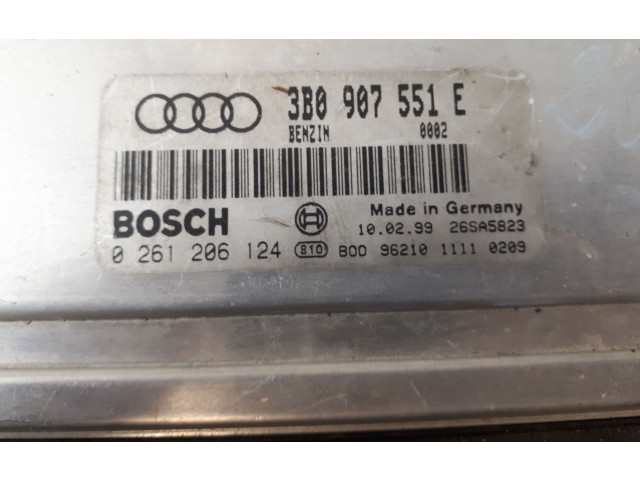 3B0 907 551 E
BENZIN 0002
BOSCH
Made in Germany
10.02.99 26SA5823
0 261 206 124 810 B00 96210 1111 0209